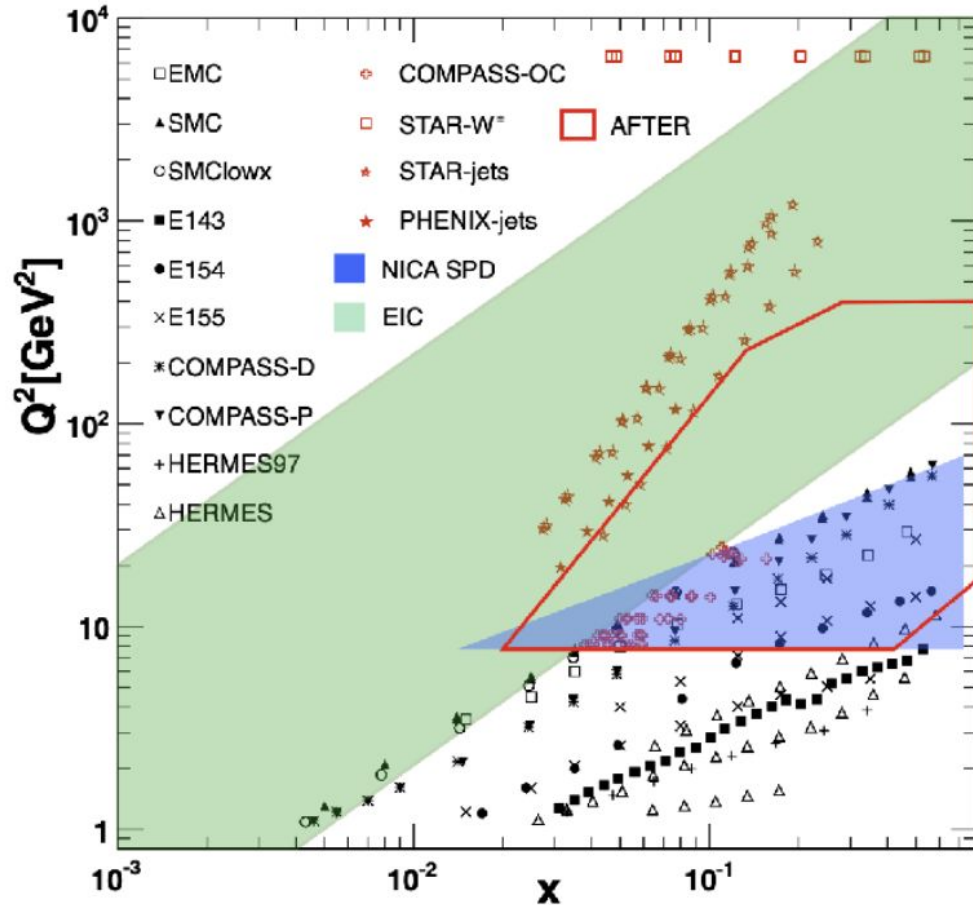 10⁴
10³
10²
10
1
Q²[GeV²]
EMC
SMC
SMClowx
E143
E154
E155
COMPASS-D
COMPASS-P
HERMES97
HERMES
COMPASS-OC
STAR-W±
STAR-jets
PHENIX-jets
NICA SPD
EIC
AFTER
10⁻³
10⁻²
10⁻¹
x